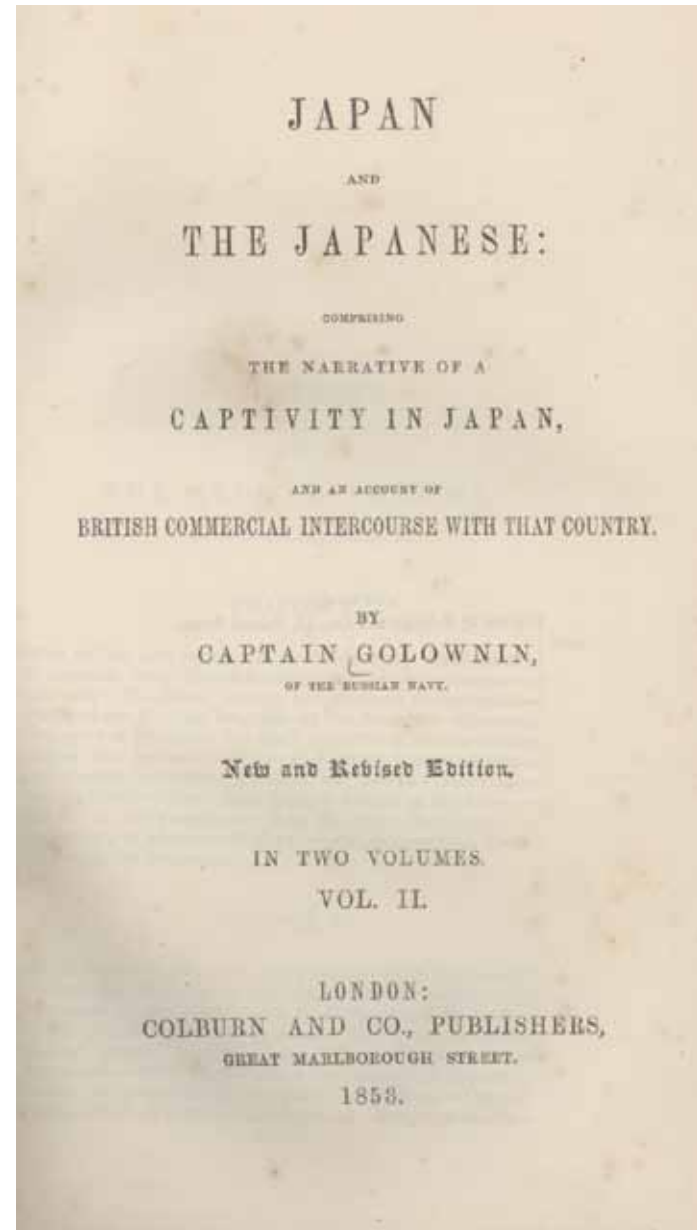 JAPAN
AND
THE JAPANESE:
COMPRISING
THE NARRATIVE OF A
CAPTIVITY IN JAPAN,
AND AN ACCOUNT OF
BRITISH COMMERCIAL INTERCOURSE WITH THAT COUNTRY.
BY
CAPTAIN GOLOWNIN,
OF THE RUSSIAN NAVY.
New and Revised Edition.
IN TWO VOLUMES.
VOL. II.
LONDON:
COLBURN AND CO., PUBLISHERS,
GREAT MARLBOROUGH STREET.
1853.